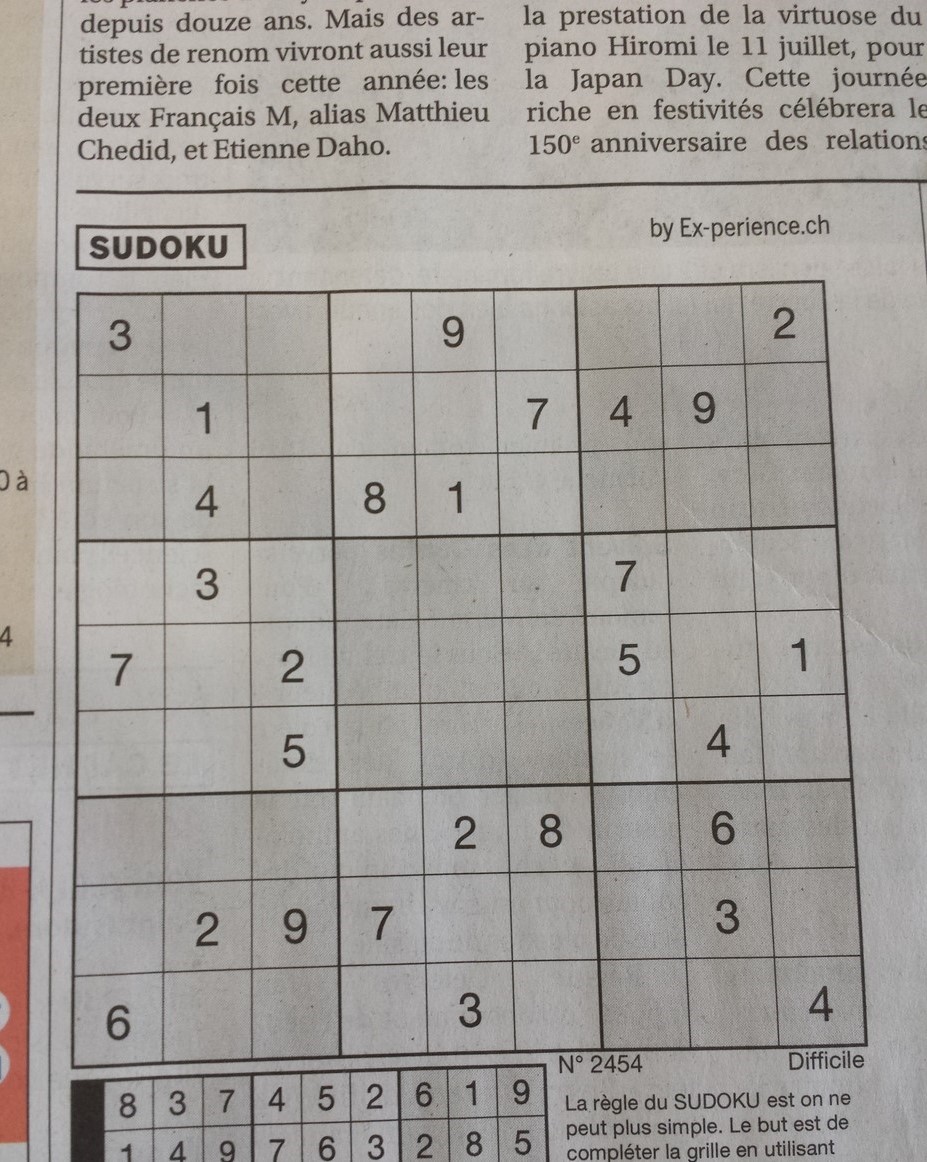 depuis douze ans. Mais des ar-
tistes de renom vivront aussi leur
première fois cette année: les
deux Français M, alias Matthieu
Chedid, et Etienne Daho.
la prestation de la virtuose du
piano Hiromi le 11 juillet, pour
la Japan Day. Cette journée
riche en festivités célébrera le
150e anniversaire des relations
0 à
4
SUDOKU
by Ex-perience.ch
3 9 2
1 7 4 9
4 8 1
3 7
7 2 5 1
5 4
2 8 6
2 9 7 3
6 3 4
N° 2454 Difficile
8 3 7 4 5 2 6 1 9
1 4 9 7 6 3 2 8 5
La règle du SUDOKU est on ne
peut plus simple. Le but est de
compléter la grille en utilisant